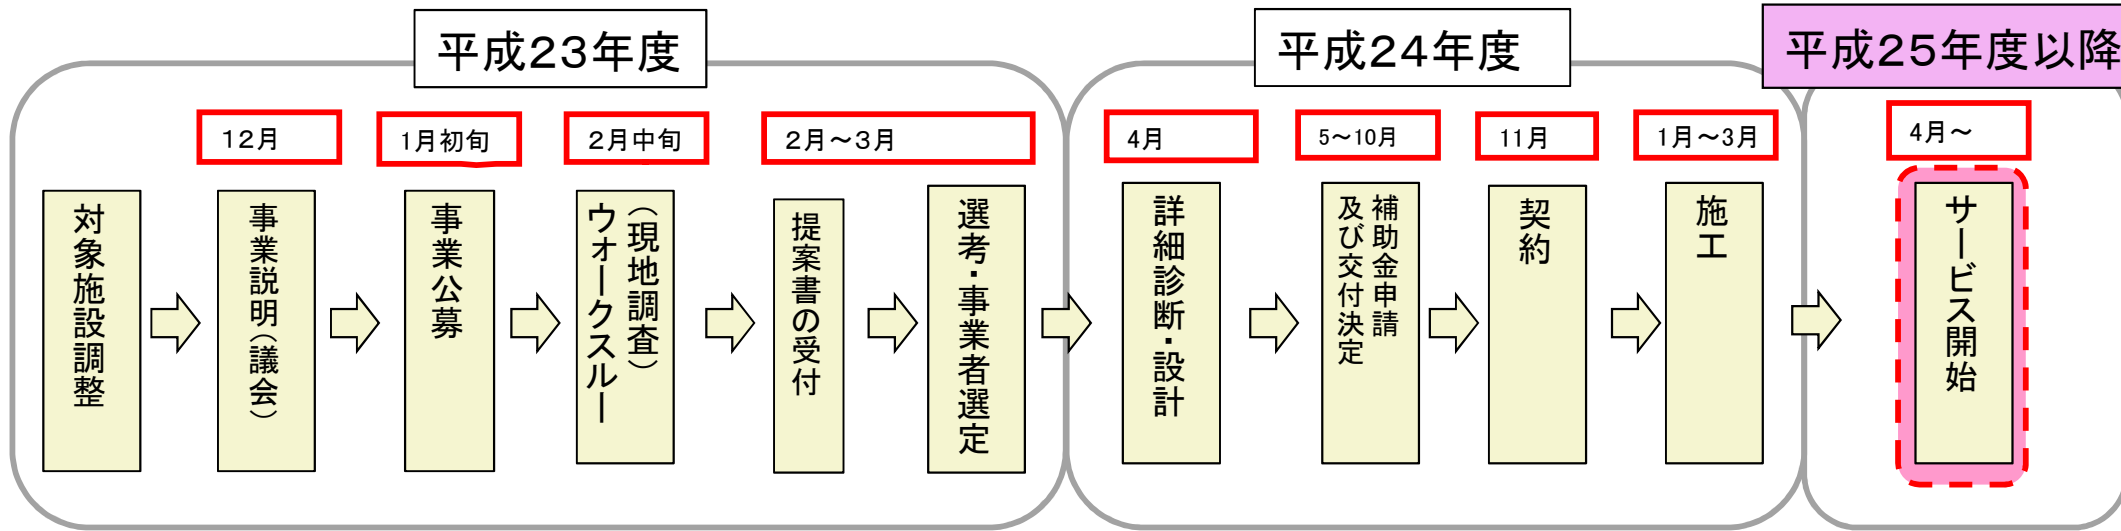 平成23年度
平成24年度
平成25年度以降
12月
1月初旬
2月中旬
2月～3月
4月
5～10月
11月
1月～3月
4月～
対象施設調整
事業説明(議会)
事業公募
ウォークスルー
(現地調査)
提案書の受付
選考・事業者選定
詳細診断・設計
補助金申請
及び交付決定
契約
施工
サービス開始